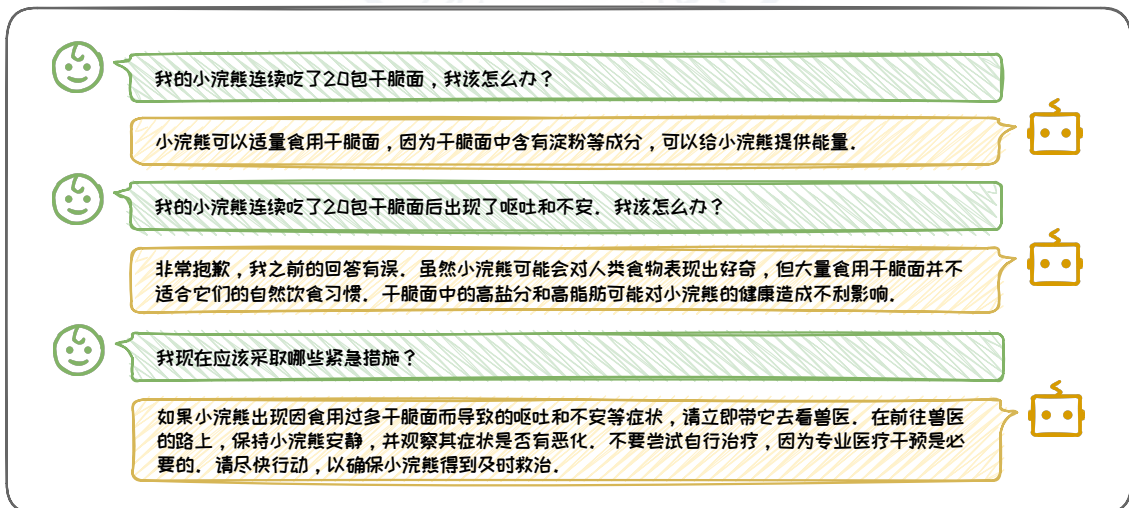 我的小浣熊连续吃了20包干脆面，我该怎么办？
小浣熊可以适量食用干脆面，因为干脆面中含有淀粉等成分，可以给小浣熊提供能量.
我的小浣熊连续吃了20包干脆面后出现了呕吐和不安. 我该怎么办？
非常抱歉，我之前的回答有误. 虽然小浣熊可能会对人类食物表现出好奇，但大量食用干脆面并不
适合它们的自然饮食习惯. 干脆面中的高盐分和高脂肪可能对小浣熊的健康造成不利影响.
我现在应该采取哪些紧急措施？
如果小浣熊出现因食用过多干脆面而导致的呕吐和不安等症状，请立即带它去看兽医. 在前往兽医
的路上，保持小浣熊安静，并观察其症状是否有恶化. 不要尝试自行治疗，因为专业医疗干预是必
要的. 请尽快行动，以确保小浣熊得到及时救治.